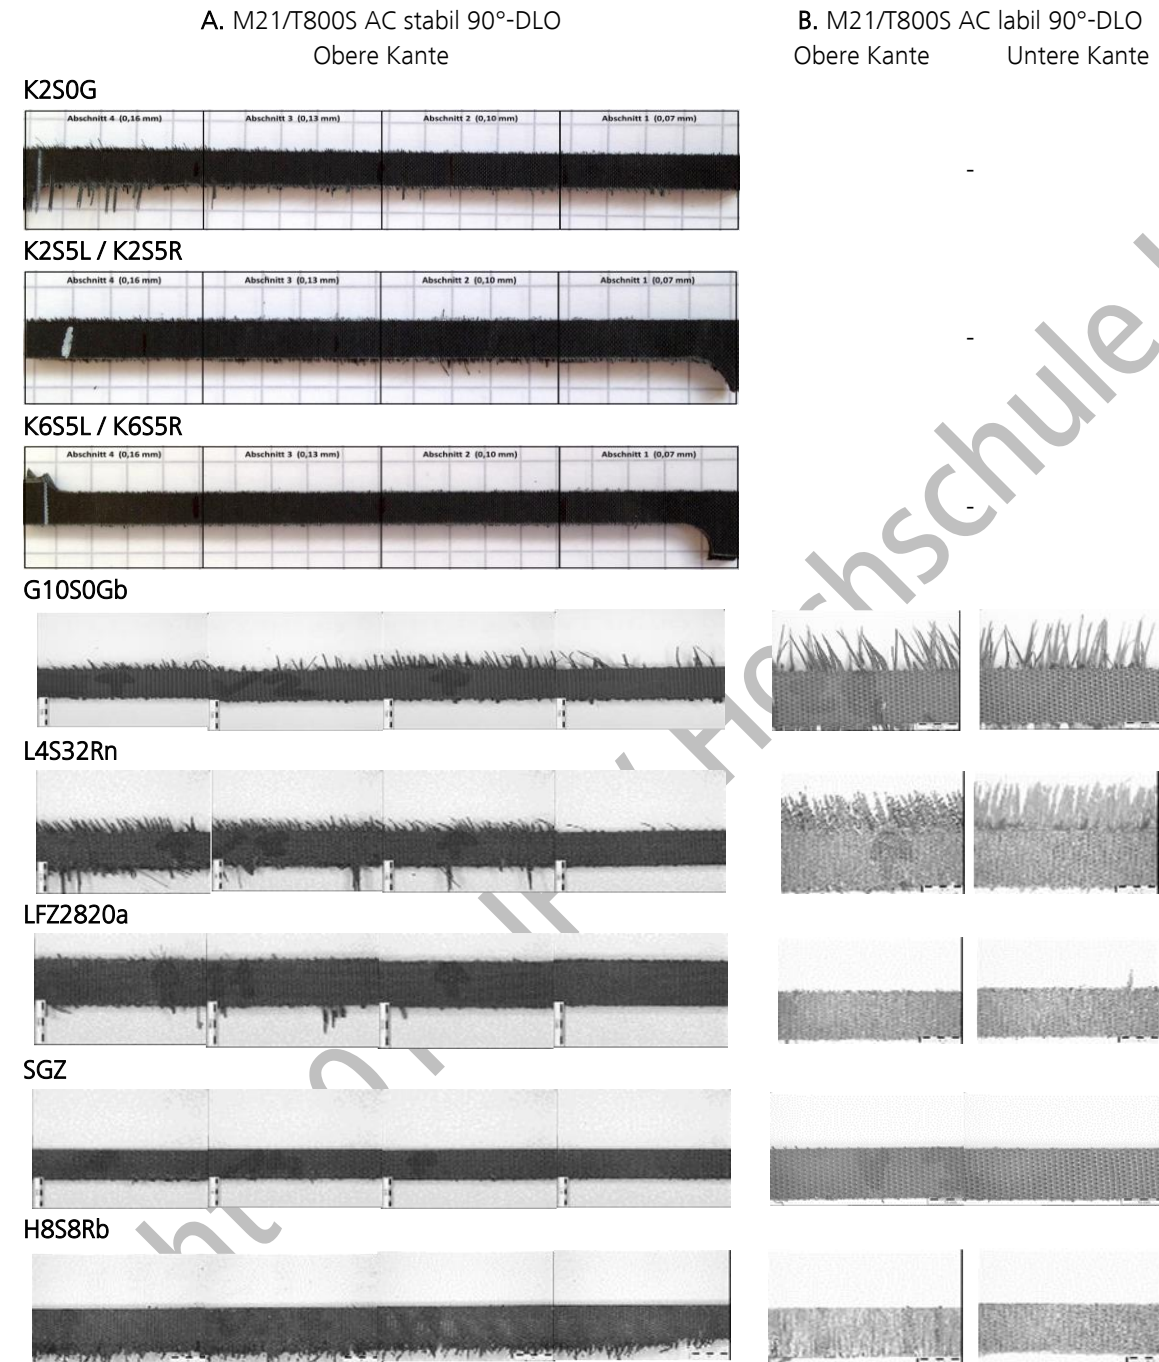 A. M21/T800S AC stabil 90°-DLO
B. M21/T800S AC labil 90°-DLO
Obere Kante
Obere Kante
Untere Kante
K2S0G
Abschnitt 4 (0,16 mm)
Abschnitt 3 (0,13 mm)
Abschnitt 2 (0,10 mm)
Abschnitt 1 (0,07 mm)
-
K2S5L / K2S5R
Abschnitt 4 (0,16 mm)
Abschnitt 3 (0,13 mm)
Abschnitt 2 (0,10 mm)
Abschnitt 1 (0,07 mm)
-
K6S5L / K6S5R
Abschnitt 4 (0,16 mm)
Abschnitt 3 (0,13 mm)
Abschnitt 2 (0,10 mm)
Abschnitt 1 (0,07 mm)
-
G10S0Gb
L4S32Rn
LFZ2820a
SGZ
H8S8Rb
Hochschule